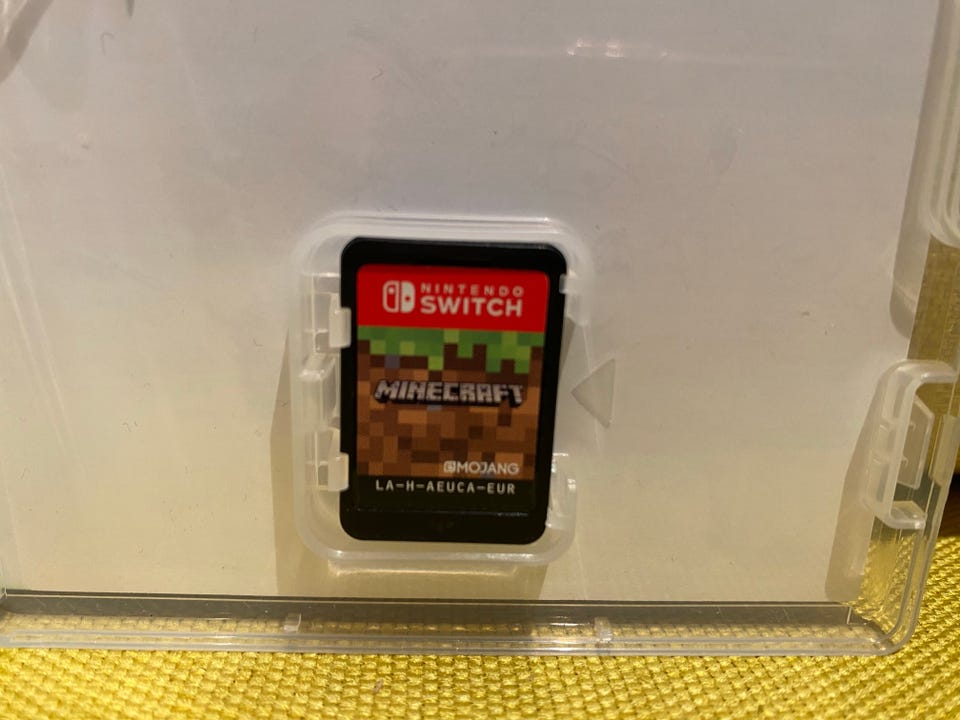 NINTENDO
SWITCH
MINECRAFT
MOJANG
LA-H-AEUCA-EUR